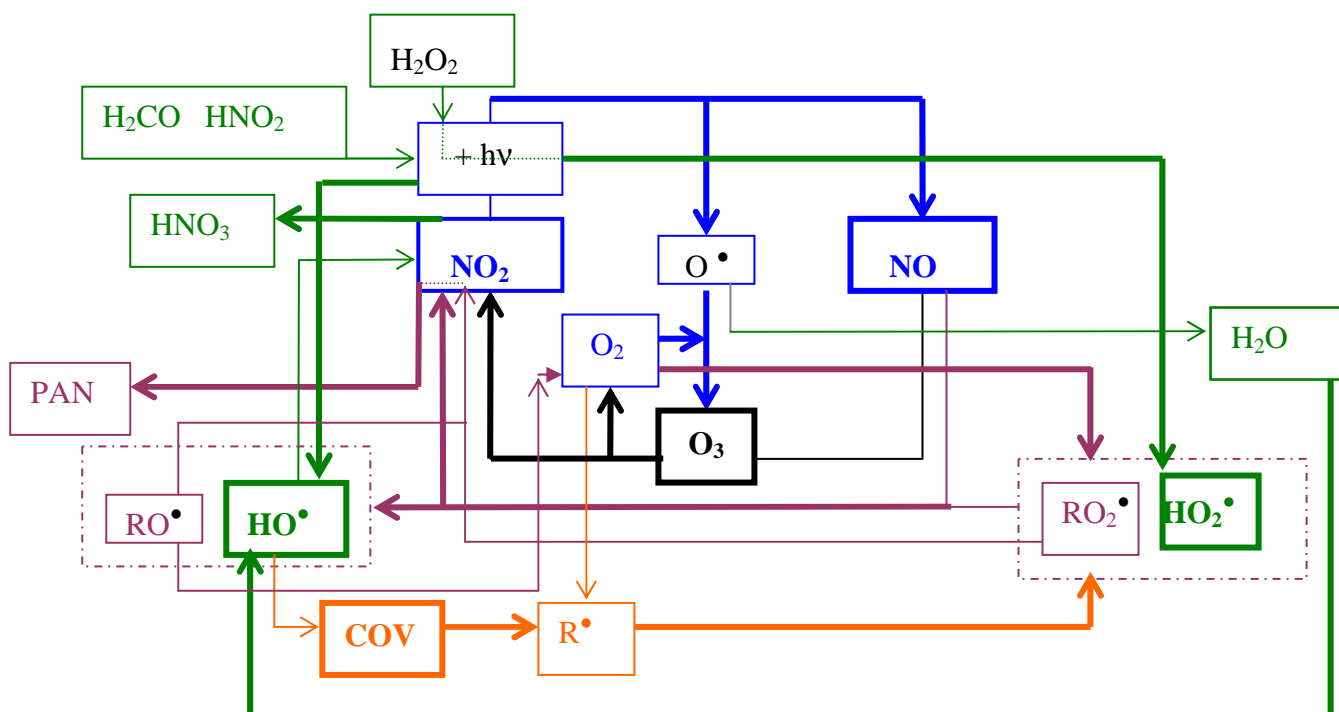 H₂O₂
H₂CO HNO₂
+ hν
HNO₃
NO₂
O•
NO
O₂
H₂O
PAN
O₃
RO•
HO•
RO₂•
HO₂•
COV
R•